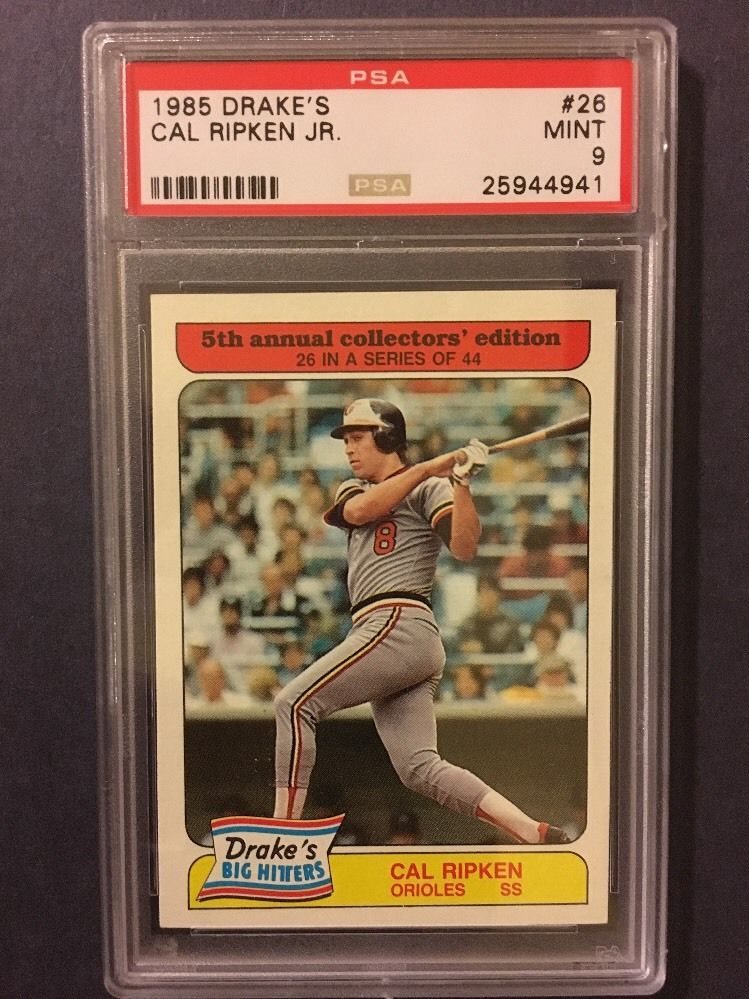 PSA
1985 DRAKE'S #26
CAL RIPKEN JR. MINT
9
PSA 25944941
5th annual collectors' edition
26 IN A SERIES OF 44
8
Drake's
BIG HITTERS
CAL RIPKEN
ORIOLES SS